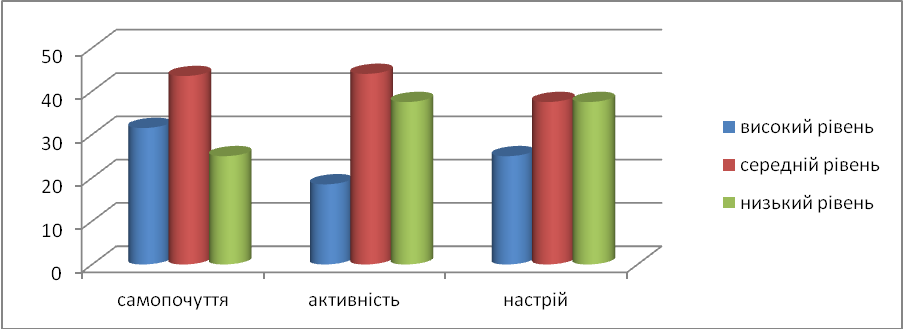 50
40
30
20
10
0
самопочуття
активність
настрій
високий рівень
середній рівень
низький рівень